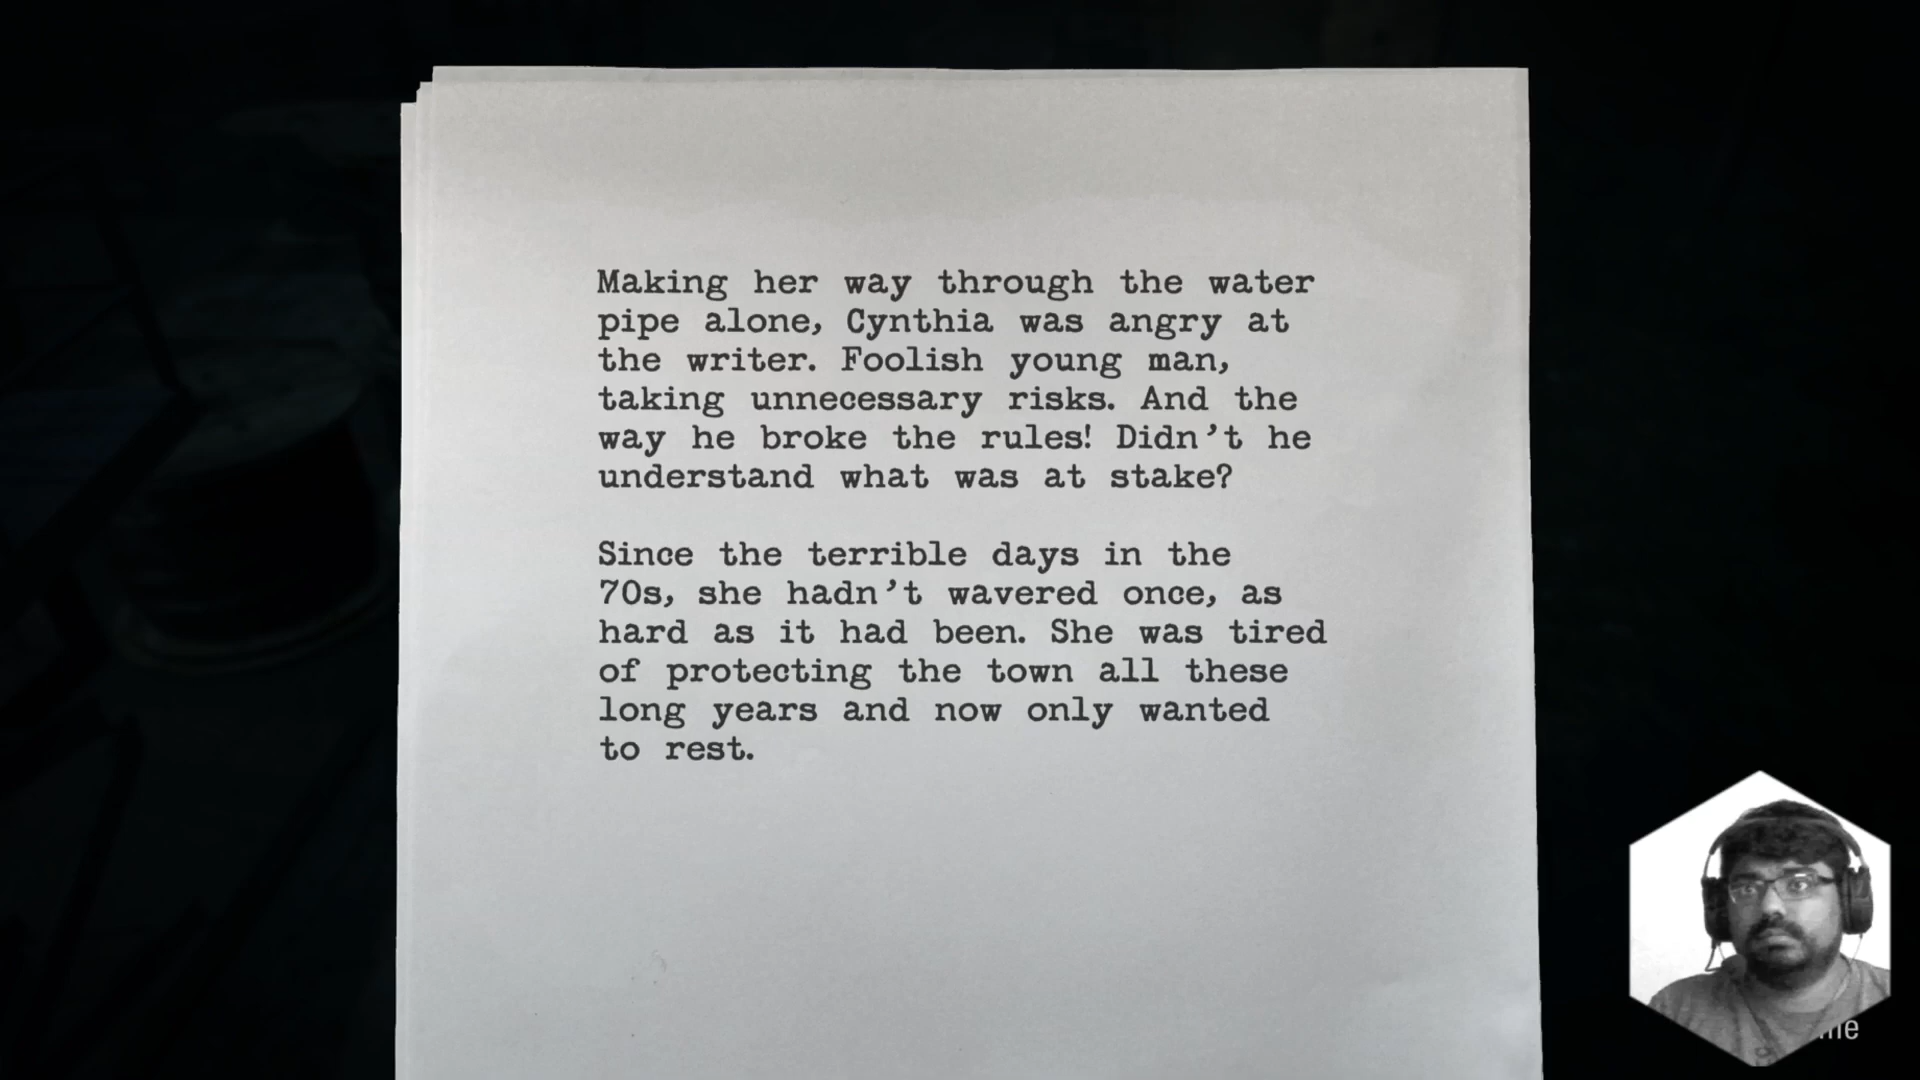 Making her way through the water
pipe alone, Cynthia was angry at
the writer. Foolish young man,
taking unnecessary risks. And the
way he broke the rules! Didn’t he
understand what was at stake?
Since the terrible days in the
70s, she hadn’t wavered once, as
hard as it had been. She was tired
of protecting the town all these
long years and now only wanted
to rest.